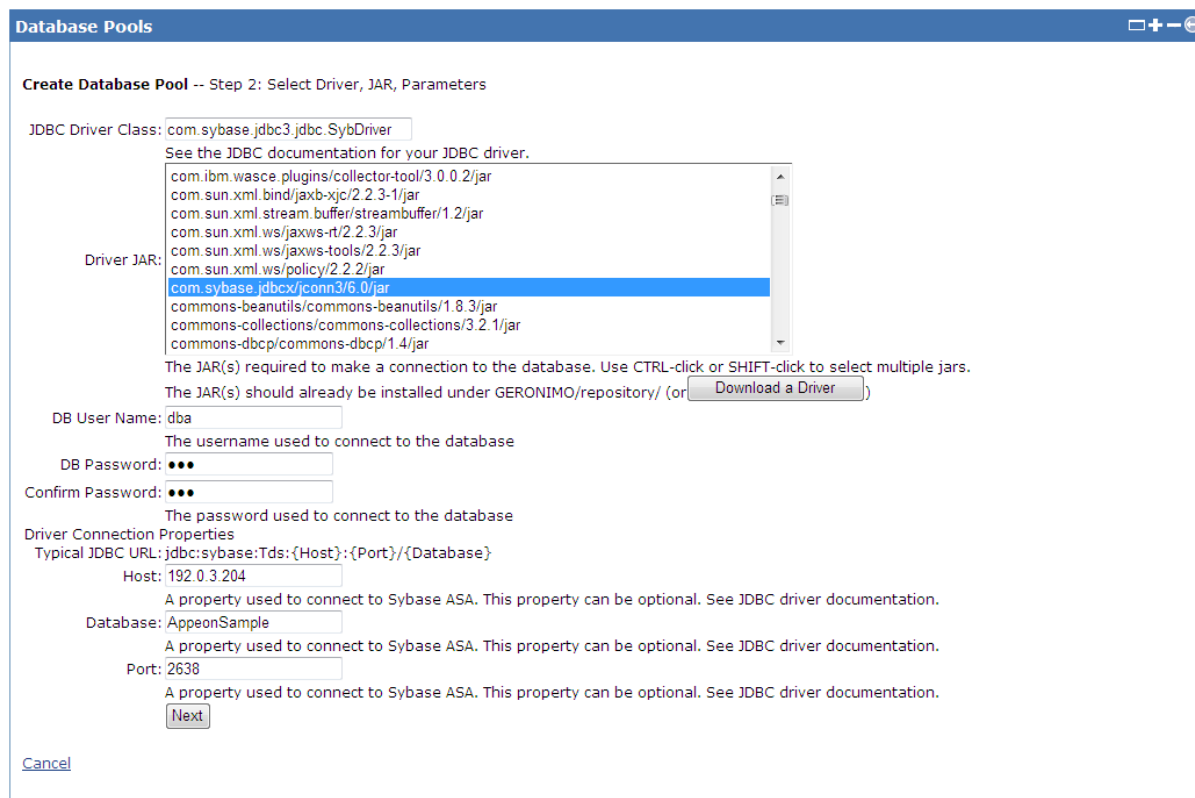 Database Pools
Create Database Pool -- Step 2: Select Driver, JAR, Parameters
JDBC Driver Class: com.sybase.jdbc3.jdbc.SybDriver
See the JDBC documentation for your JDBC driver.
com.ibm.wasce.plugins/collector-tool/3.0.0.2/jar
com.sun.xml.bind/jaxb-xjc/2.2.3-1/jar
com.sun.xml.stream.buffer/streambuffer/1.2/jar
com.sun.xml.ws/jaxws-rt/2.2.3/jar
com.sun.xml.ws/jaxws-tools/2.2.3/jar
Driver JAR:
com.sun.xml.ws/policy/2.2.2/jar
com.sybase.jdbcx/jconn3/6.0/jar
commons-beanutils/commons-beanutils/1.8.3/jar
commons-collections/commons-collections/3.2.1/jar
commons-dbcp/commons-dbcp/1.4/jar
The JAR(s) required to make a connection to the database. Use CTRL-click or SHIFT-click to select multiple jars.
The JAR(s) should already be installed under GERONIMO/repository/ (or Download a Driver )
DB User Name: dba
The username used to connect to the database
DB Password: •••
Confirm Password: •••
The password used to connect to the database
Driver Connection Properties
Typical JDBC URL: jdbc:sybase:Tds:{Host}:{Port}/{Database}
Host: 192.0.3.204
A property used to connect to Sybase ASA. This property can be optional. See JDBC driver documentation.
Database: AppeonSample
A property used to connect to Sybase ASA. This property can be optional. See JDBC driver documentation.
Port: 2638
A property used to connect to Sybase ASA. This property can be optional. See JDBC driver documentation.
Next
Cancel